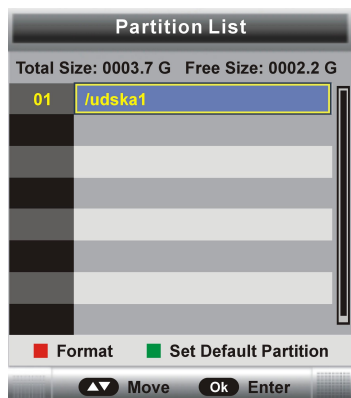 Partition List
Total Size: 0003.7 G Free Size: 0002.2 G
01 /udska1
Format Set Default Partition
Move Ok Enter